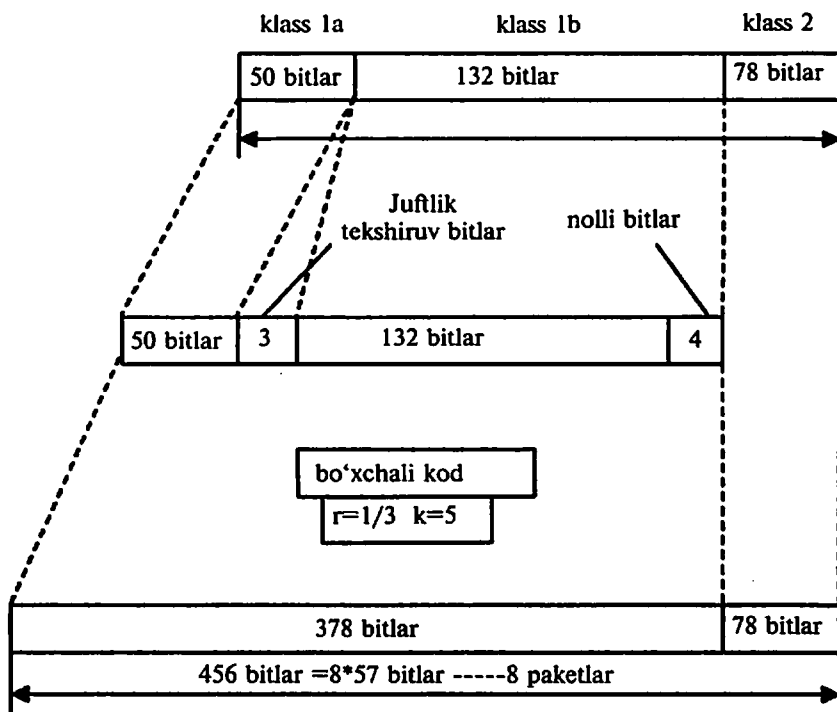 klass 1a klass 1b klass 2
50 bitlar 132 bitlar 78 bitlar
Juftlik
tekshiruv bitlar
nolli bitlar
50 bitlar 3 132 bitlar 4
bo‘xchali kod
r=1/3 k=5
378 bitlar 78 bitlar
456 bitlar =8*57 bitlar -----8 paketlar